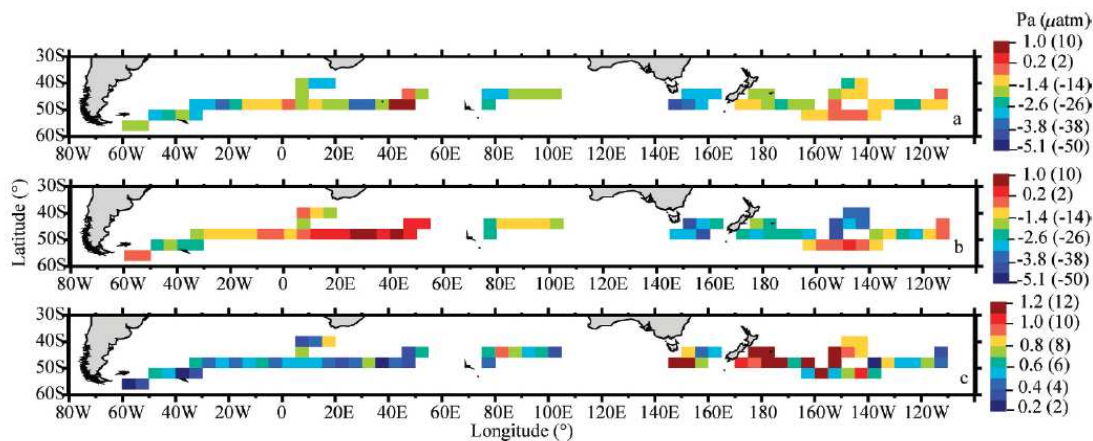 Pa (µatm)
30S
40S
50S
60S
a
1.0 (10)
0.2 (2)
-1.4 (-14)
-2.6 (-26)
-3.8 (-38)
-5.1 (-50)
80W 60W 40W 20W 0 20E 40E 60E 80E 100E 120E 140E 160E 180 160W 140W 120W
30S
40S
50S
60S
b
1.0 (10)
0.2 (2)
-1.4 (-14)
-2.6 (-26)
-3.8 (-38)
-5.1 (-50)
80W 60W 40W 20W 0 20E 40E 60E 80E 100E 120E 140E 160E 180 160W 140W 120W
Latitude (°)
30S
40S
50S
60S
c
1.2 (12)
1.0 (10)
0.8 (8)
0.6 (6)
0.4 (4)
0.2 (2)
80W 60W 40W 20W 0 20E 40E 60E 80E 100E 120E 140E 160E 180 160W 140W 120W
Longitude (°)